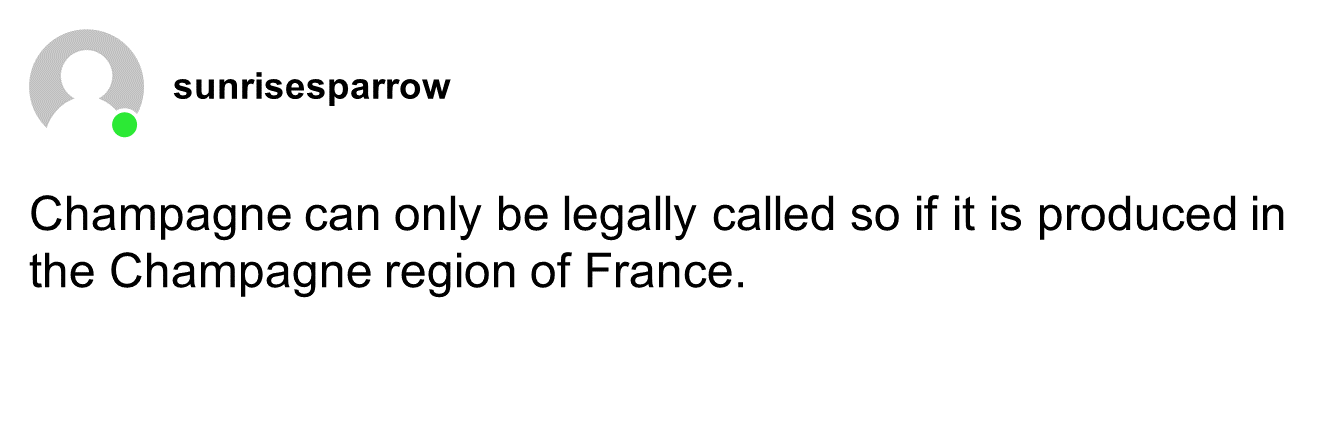 sunrisesparrow
Champagne can only be legally called so if it is produced in
the Champagne region of France.